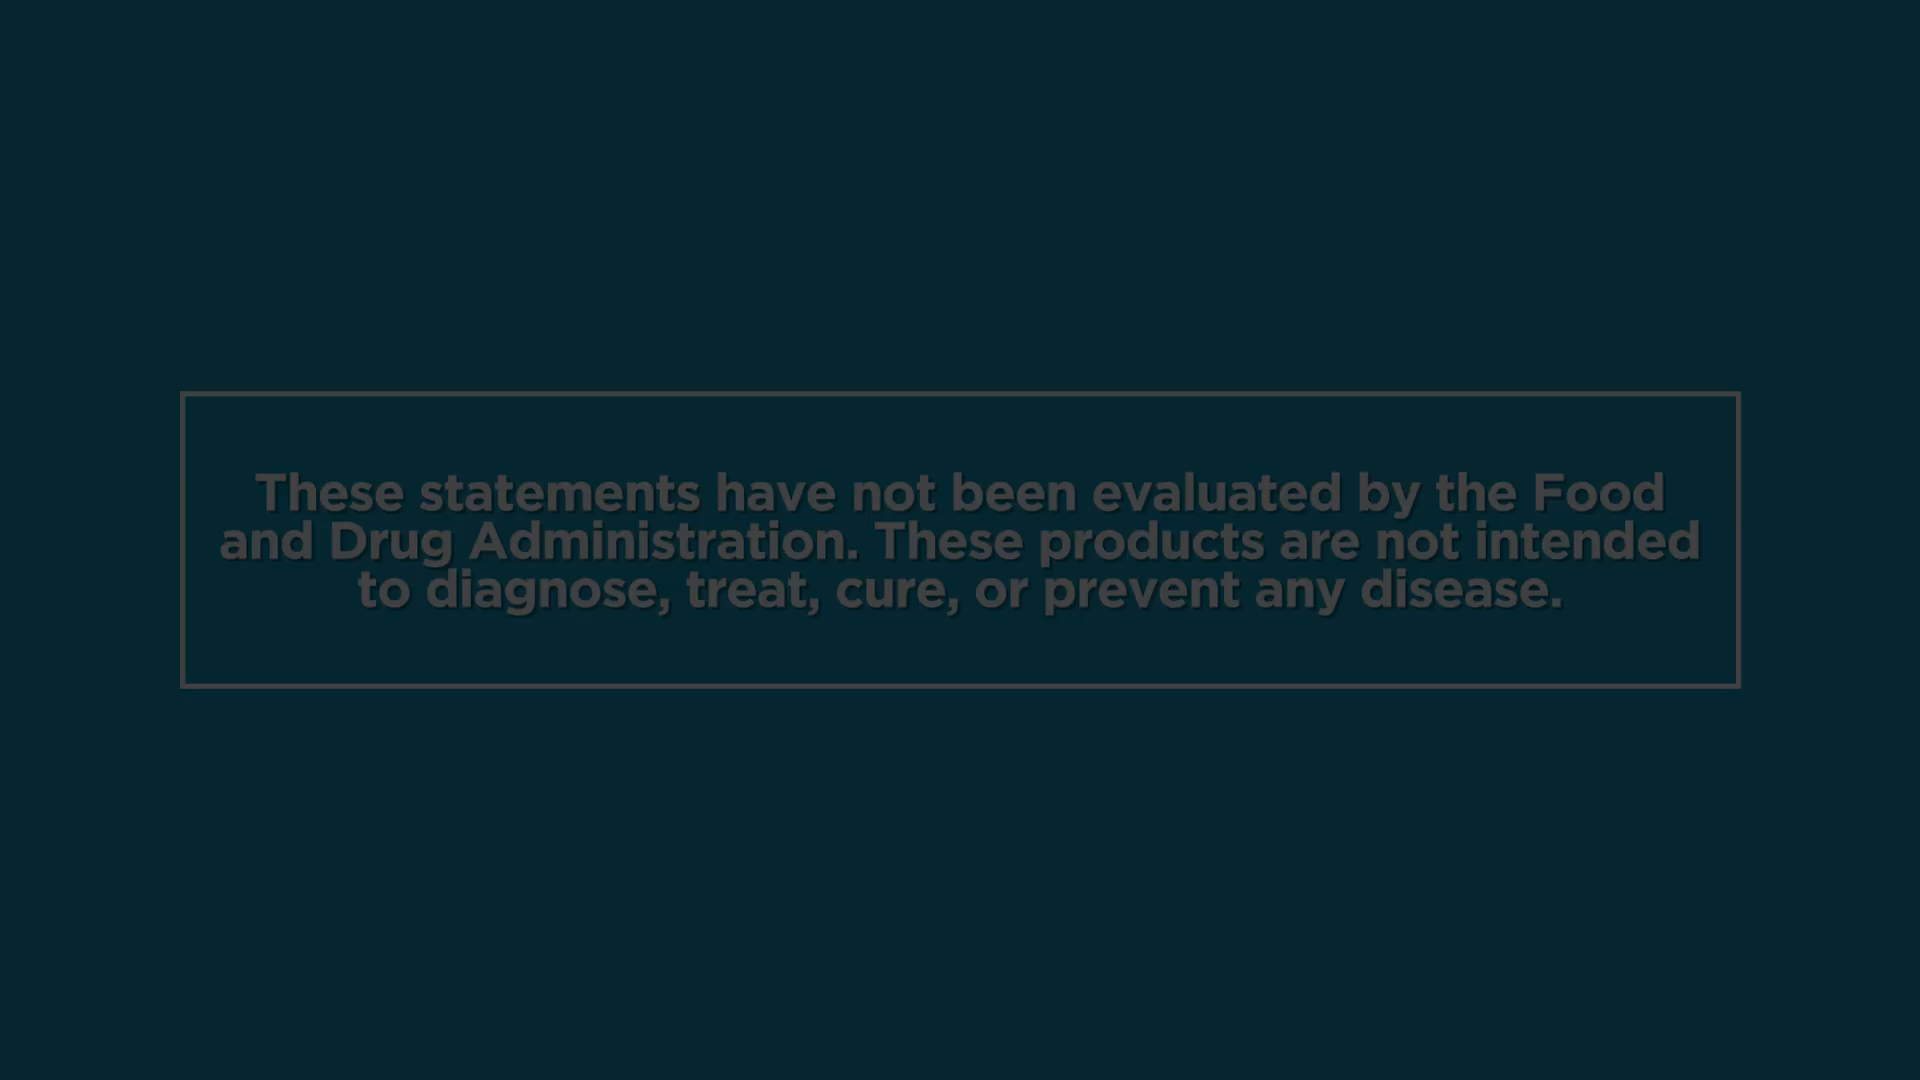 These statements have not been evaluated by the Food
and Drug Administration. These products are not intended
to diagnose, treat, cure, or prevent any disease.